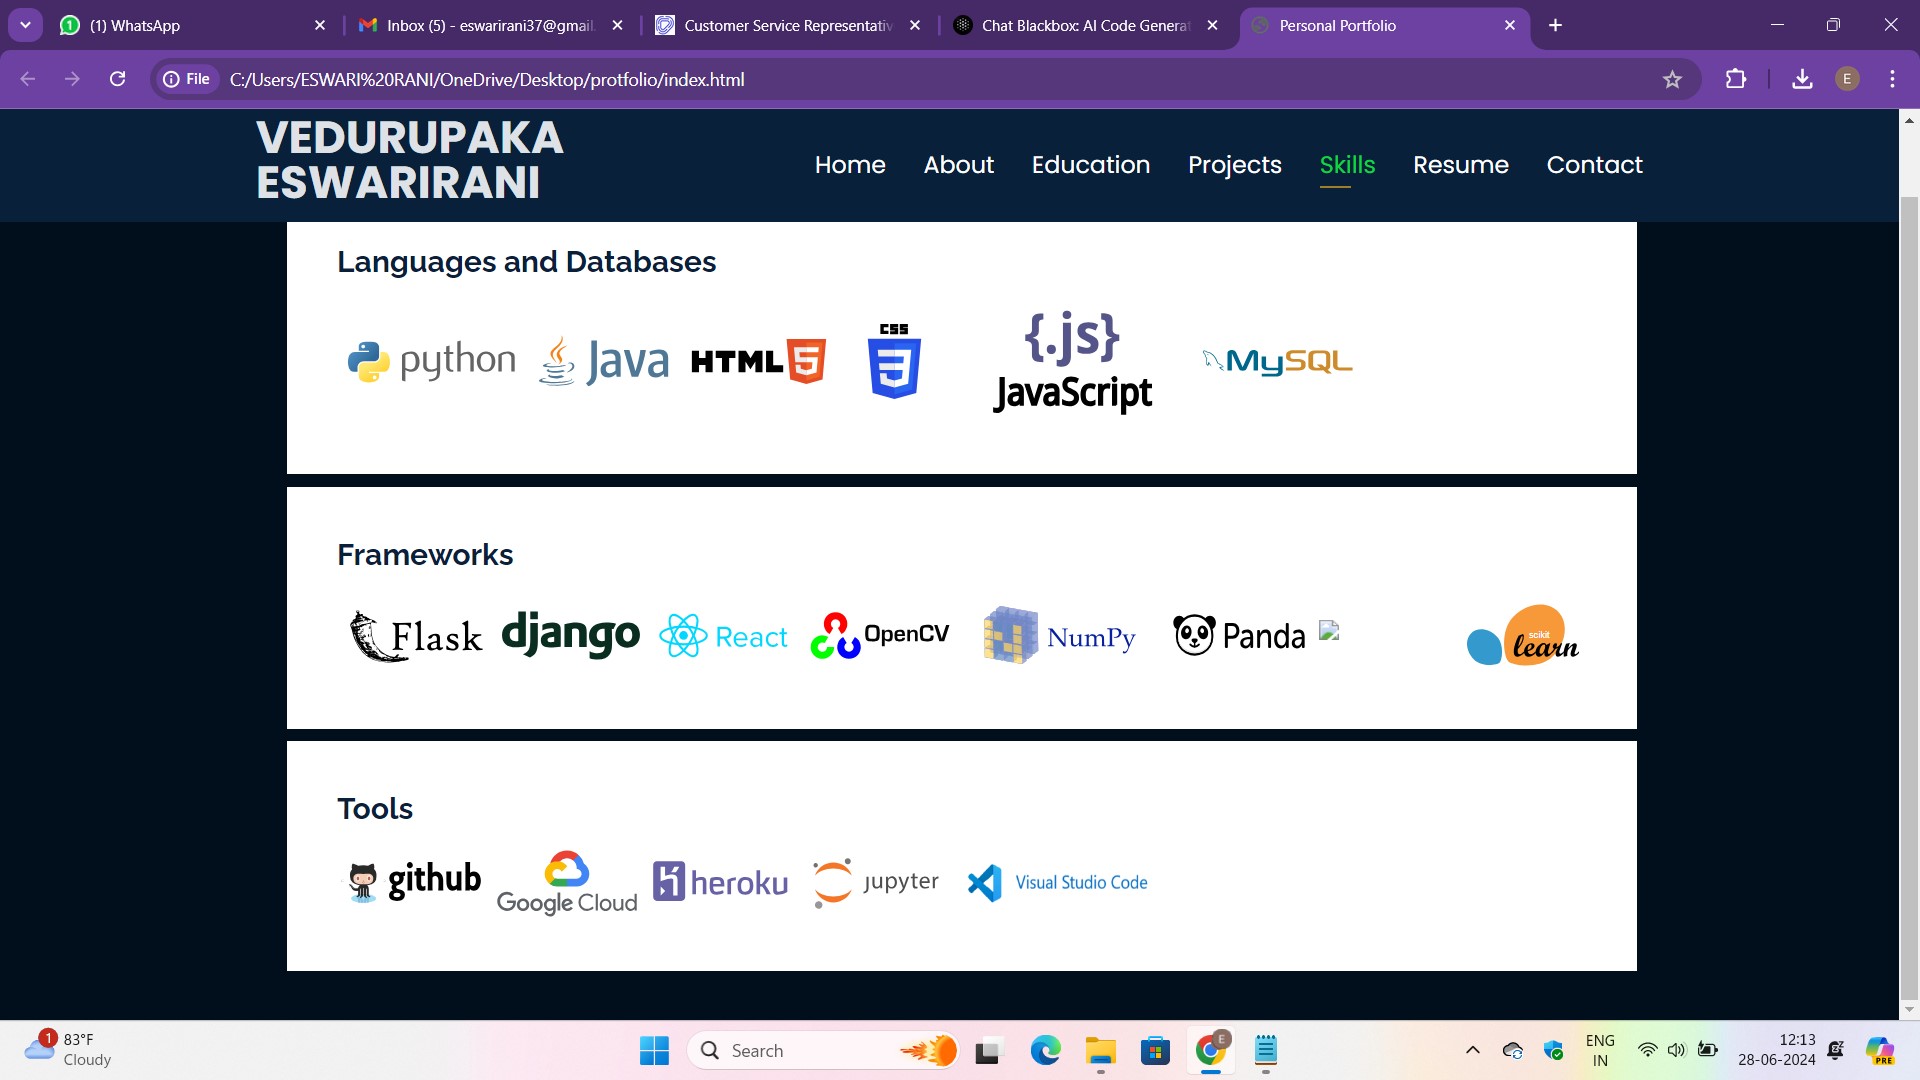 (1) WhatsApp
Inbox (5) - eswarirani37@gmail.
Customer Service Representativ
Chat Blackbox: AI Code Generat
Personal Portfolio
File
C:/Users/ESWARI%20RANI/OneDrive/Desktop/protfolio/index.html
E
VEDURUPAKA
ESWARIRANI
Home
About
Education
Projects
Skills
Resume
Contact
Languages and Databases
python
Java
HTML 5
CSS
3
{.js}
JavaScript
MySQL
Frameworks
Flask
django
React
OpenCV
NumPy
Panda
scikit
learn
Tools
github
Google Cloud
heroku
jupyter
Visual Studio Code
1
83°F
Cloudy
Search
E
ENG
IN
12:13
28-06-2024
PRE